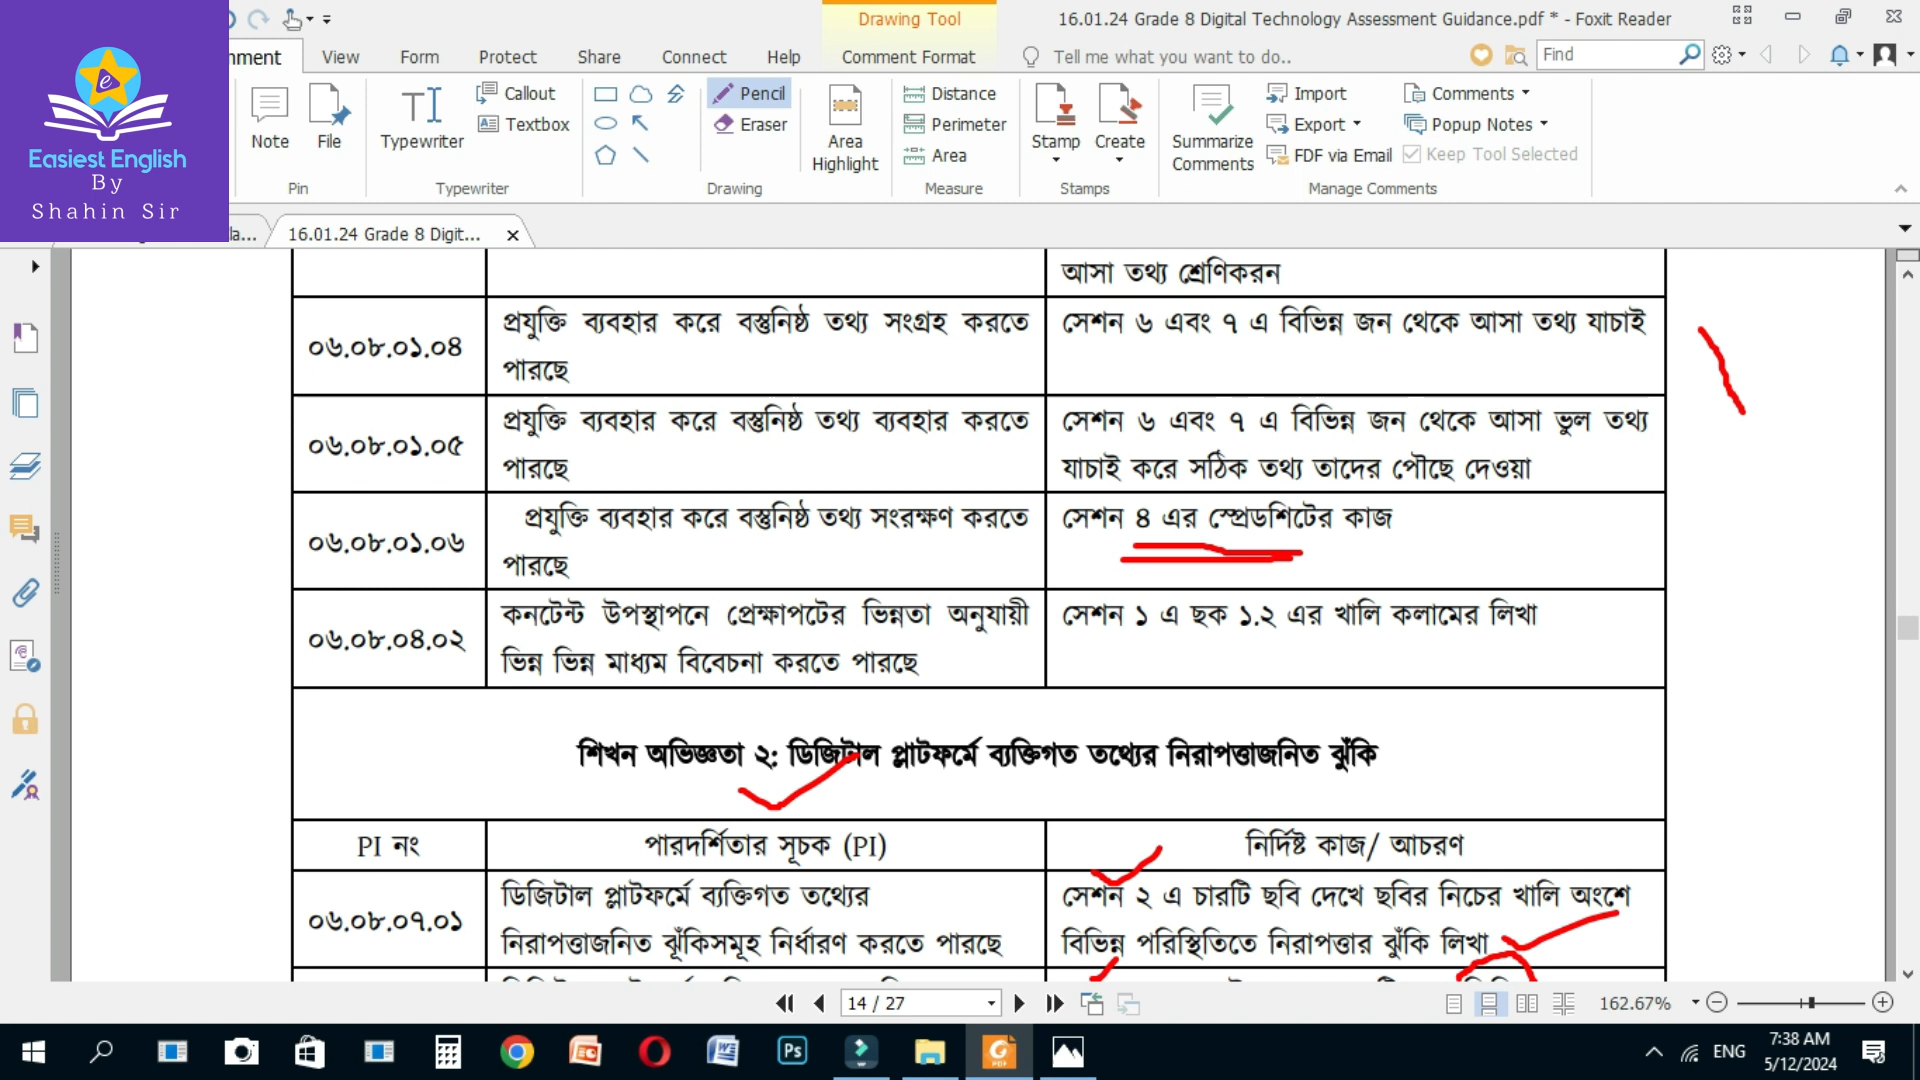 16.01.24 Grade 8 Digital Technology Assessment Guidance.pdf * - Foxit Reader
Drawing Tool
View Form Protect Share Connect Help Comment Format Tell me what you want to do.. Find
Note File Typewriter Callout Textbox Pencil Eraser Area Highlight Distance Perimeter Area Stamp Create Summarize Comments Import Export FDF via Email Comments Popup Notes Keep Tool Selected
Pin Typewriter Drawing Measure Stamps Manage Comments
Easiest English
By
Shahin Sir
16.01.24 Grade 8 Digit...
আসা তথ্য শ্রেণিকরন
০৬.০৮.০১.০৪
প্রযুক্তি ব্যবহার করে বস্তুনিষ্ঠ তথ্য সংগ্রহ করতে
পারছে
সেশন ৬ এবং ৭ এ বিভিন্ন জন থেকে আসা তথ্য যাচাই
০৬.০৮.০১.০৫
প্রযুক্তি ব্যবহার করে বস্তুনিষ্ঠ তথ্য ব্যবহার করতে
পারছে
সেশন ৬ এবং ৭ এ বিভিন্ন জন থেকে আসা ভুল তথ্য
যাচাই করে সঠিক তথ্য তাদের পৌছে দেওয়া
০৬.০৮.০১.০৬
প্রযুক্তি ব্যবহার করে বস্তুনিষ্ঠ তথ্য সংরক্ষণ করতে
পারছে
সেশন ৪ এর স্প্রেডশিটের কাজ
০৬.০৮.০৪.০২
কনটেন্ট উপস্থাপনে প্রেক্ষাপটের ভিন্নতা অনুযায়ী
ভিন্ন ভিন্ন মাধ্যম বিবেচনা করতে পারছে
সেশন ১ এ ছক ১.২ এর খালি কলামের লিখা
শিখন অভিজ্ঞতা ২: ডিজিটাল প্লাটফর্মে ব্যক্তিগত তথ্যের নিরাপত্তাজনিত ঝুঁকি
PI নং
পারদর্শিতার সূচক (PI)
নির্দিষ্ট কাজ/ আচরণ
০৬.০৮.০৭.০১
ডিজিটাল প্লাটফর্মে ব্যক্তিগত তথ্যের
নিরাপত্তাজনিত ঝুঁকিসমূহ নির্ধারণ করতে পারছে
সেশন ২ এ চারটি ছবি দেখে ছবির নিচের খালি অংশে
বিভিন্ন পরিস্থিতিতে নিরাপত্তার ঝুঁকি লিখা
14 / 27
162.67%
ENG
7:38 AM
5/12/2024